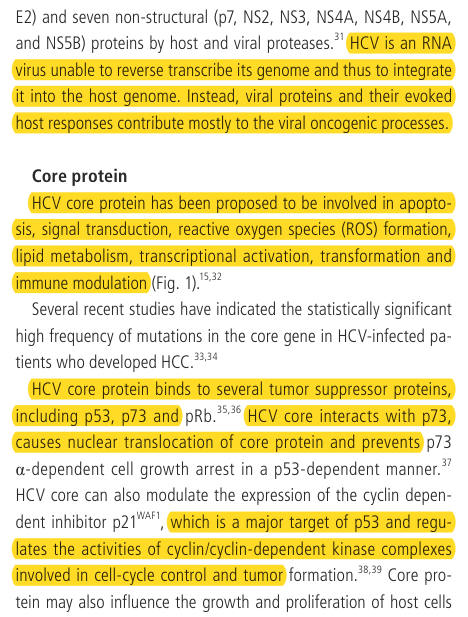 E2) and seven non-structural (p7, NS2, NS3, NS4A, NS4B, NS5A,
and NS5B) proteins by host and viral proteases.31 HCV is an RNA
virus unable to reverse transcribe its genome and thus to integrate
it into the host genome. Instead, viral proteins and their evoked
host responses contribute mostly to the viral oncogenic processes.
Core protein
HCV core protein has been proposed to be involved in apopto-
sis, signal transduction, reactive oxygen species (ROS) formation,
lipid metabolism, transcriptional activation, transformation and
immune modulation (Fig. 1).15,32
Several recent studies have indicated the statistically significant
high frequency of mutations in the core gene in HCV-infected pa-
tients who developed HCC.33,34
HCV core protein binds to several tumor suppressor proteins,
including p53, p73 and pRb.35,36 HCV core interacts with p73,
causes nuclear translocation of core protein and prevents p73
α-dependent cell growth arrest in a p53-dependent manner.37
HCV core can also modulate the expression of the cyclin depen-
dent inhibitor p21WAF1, which is a major target of p53 and regu-
lates the activities of cyclin/cyclin-dependent kinase complexes
involved in cell-cycle control and tumor formation.38,39 Core pro-
tein may also influence the growth and proliferation of host cells